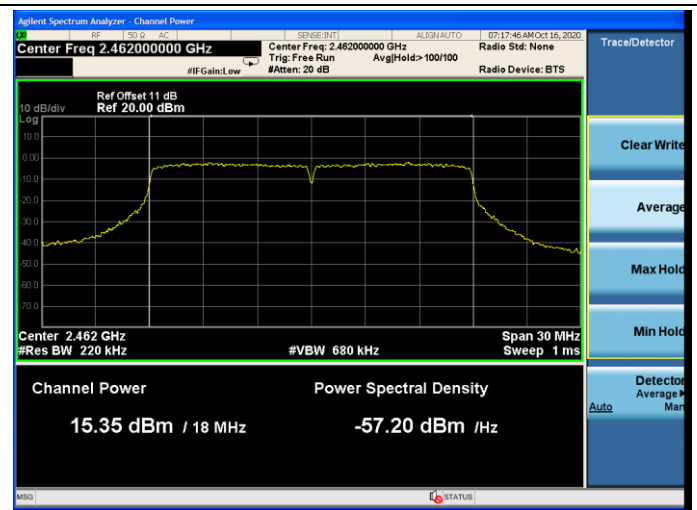 Agilent Spectrum Analyzer - Channel Power
RF 50 Ω AC SENSE:INT ALIGN AUTO 07:17:46 AM Oct 16, 2020
Center Freq 2.462000000 GHz Center Freq: 2.462000000 GHz Radio Std: None
Trig: Free Run Avg|Hold:>100/100
#IFGain:Low #Atten: 20 dB Radio Device: BTS
Trace/Detector
Ref Offset 11 dB
10 dB/div Ref 20.00 dBm
Log
10.0
0.00
-10.0
-20.0
-30.0
-40.0
-50.0
-60.0
-70.0
Center 2.462 GHz Span 30 MHz
#Res BW 220 kHz #VBW 680 kHz Sweep 1 ms
Channel Power Power Spectral Density
15.35 dBm / 18 MHz -57.20 dBm /Hz
Clear Write
Average
Max Hold
Min Hold
Detector
Average
Auto Man
MSG STATUS